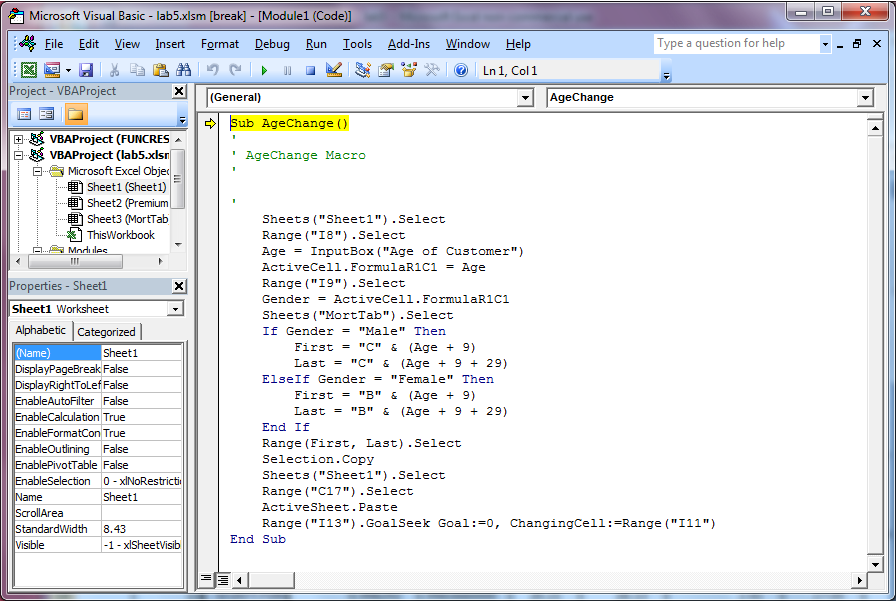 Microsoft Visual Basic - lab5.xlsm [break] - [Module1 (Code)]
File Edit View Insert Format Debug Run Tools Add-Ins Window Help
Type a question for help
Ln 1, Col 1
Project - VBAProject
VBAProject (FUNCRES
VBAProject (lab5.xlsm
Microsoft Excel Objec
Sheet1 (Sheet1)
Sheet2 (Premium
Sheet3 (MortTab
ThisWorkbook
Modules
Properties - Sheet1
Sheet1 Worksheet
Alphabetic Categorized
(Name) Sheet1
DisplayPageBreak False
DisplayRightToLef False
EnableAutoFilter False
EnableCalculation True
EnableFormatCon True
EnableOutlining False
EnablePivotTable False
EnableSelection 0 - xlNoRestrictio
Name Sheet1
ScrollArea
StandardWidth 8.43
Visible -1 - xlSheetVisibl
(General) AgeChange
Sub AgeChange()
'
' AgeChange Macro
'
'
Sheets("Sheet1").Select
Range("I8").Select
Age = InputBox("Age of Customer")
ActiveCell.FormulaR1C1 = Age
Range("I9").Select
Gender = ActiveCell.FormulaR1C1
Sheets("MortTab").Select
If Gender = "Male" Then
First = "C" & (Age + 9)
Last = "C" & (Age + 9 + 29)
ElseIf Gender = "Female" Then
First = "B" & (Age + 9)
Last = "B" & (Age + 9 + 29)
End If
Range(First, Last).Select
Selection.Copy
Sheets("Sheet1").Select
Range("C17").Select
ActiveSheet.Paste
Range("I13").GoalSeek Goal:=0, ChangingCell:=Range("I11")
End Sub